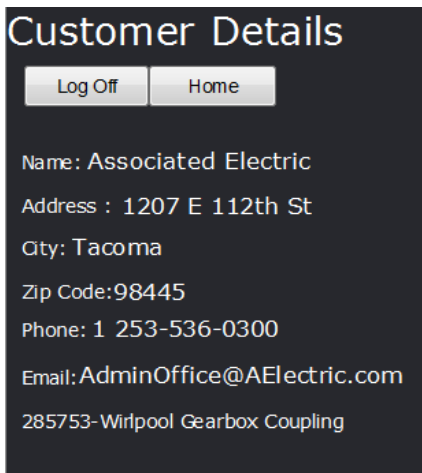 Customer Details
Log Off Home
Name: Associated Electric
Address : 1207 E 112th St
City: Tacoma
Zip Code:98445
Phone: 1 253-536-0300
Email:AdminOffice@AElectric.com
285753-Wirlpool Gearbox Coupling